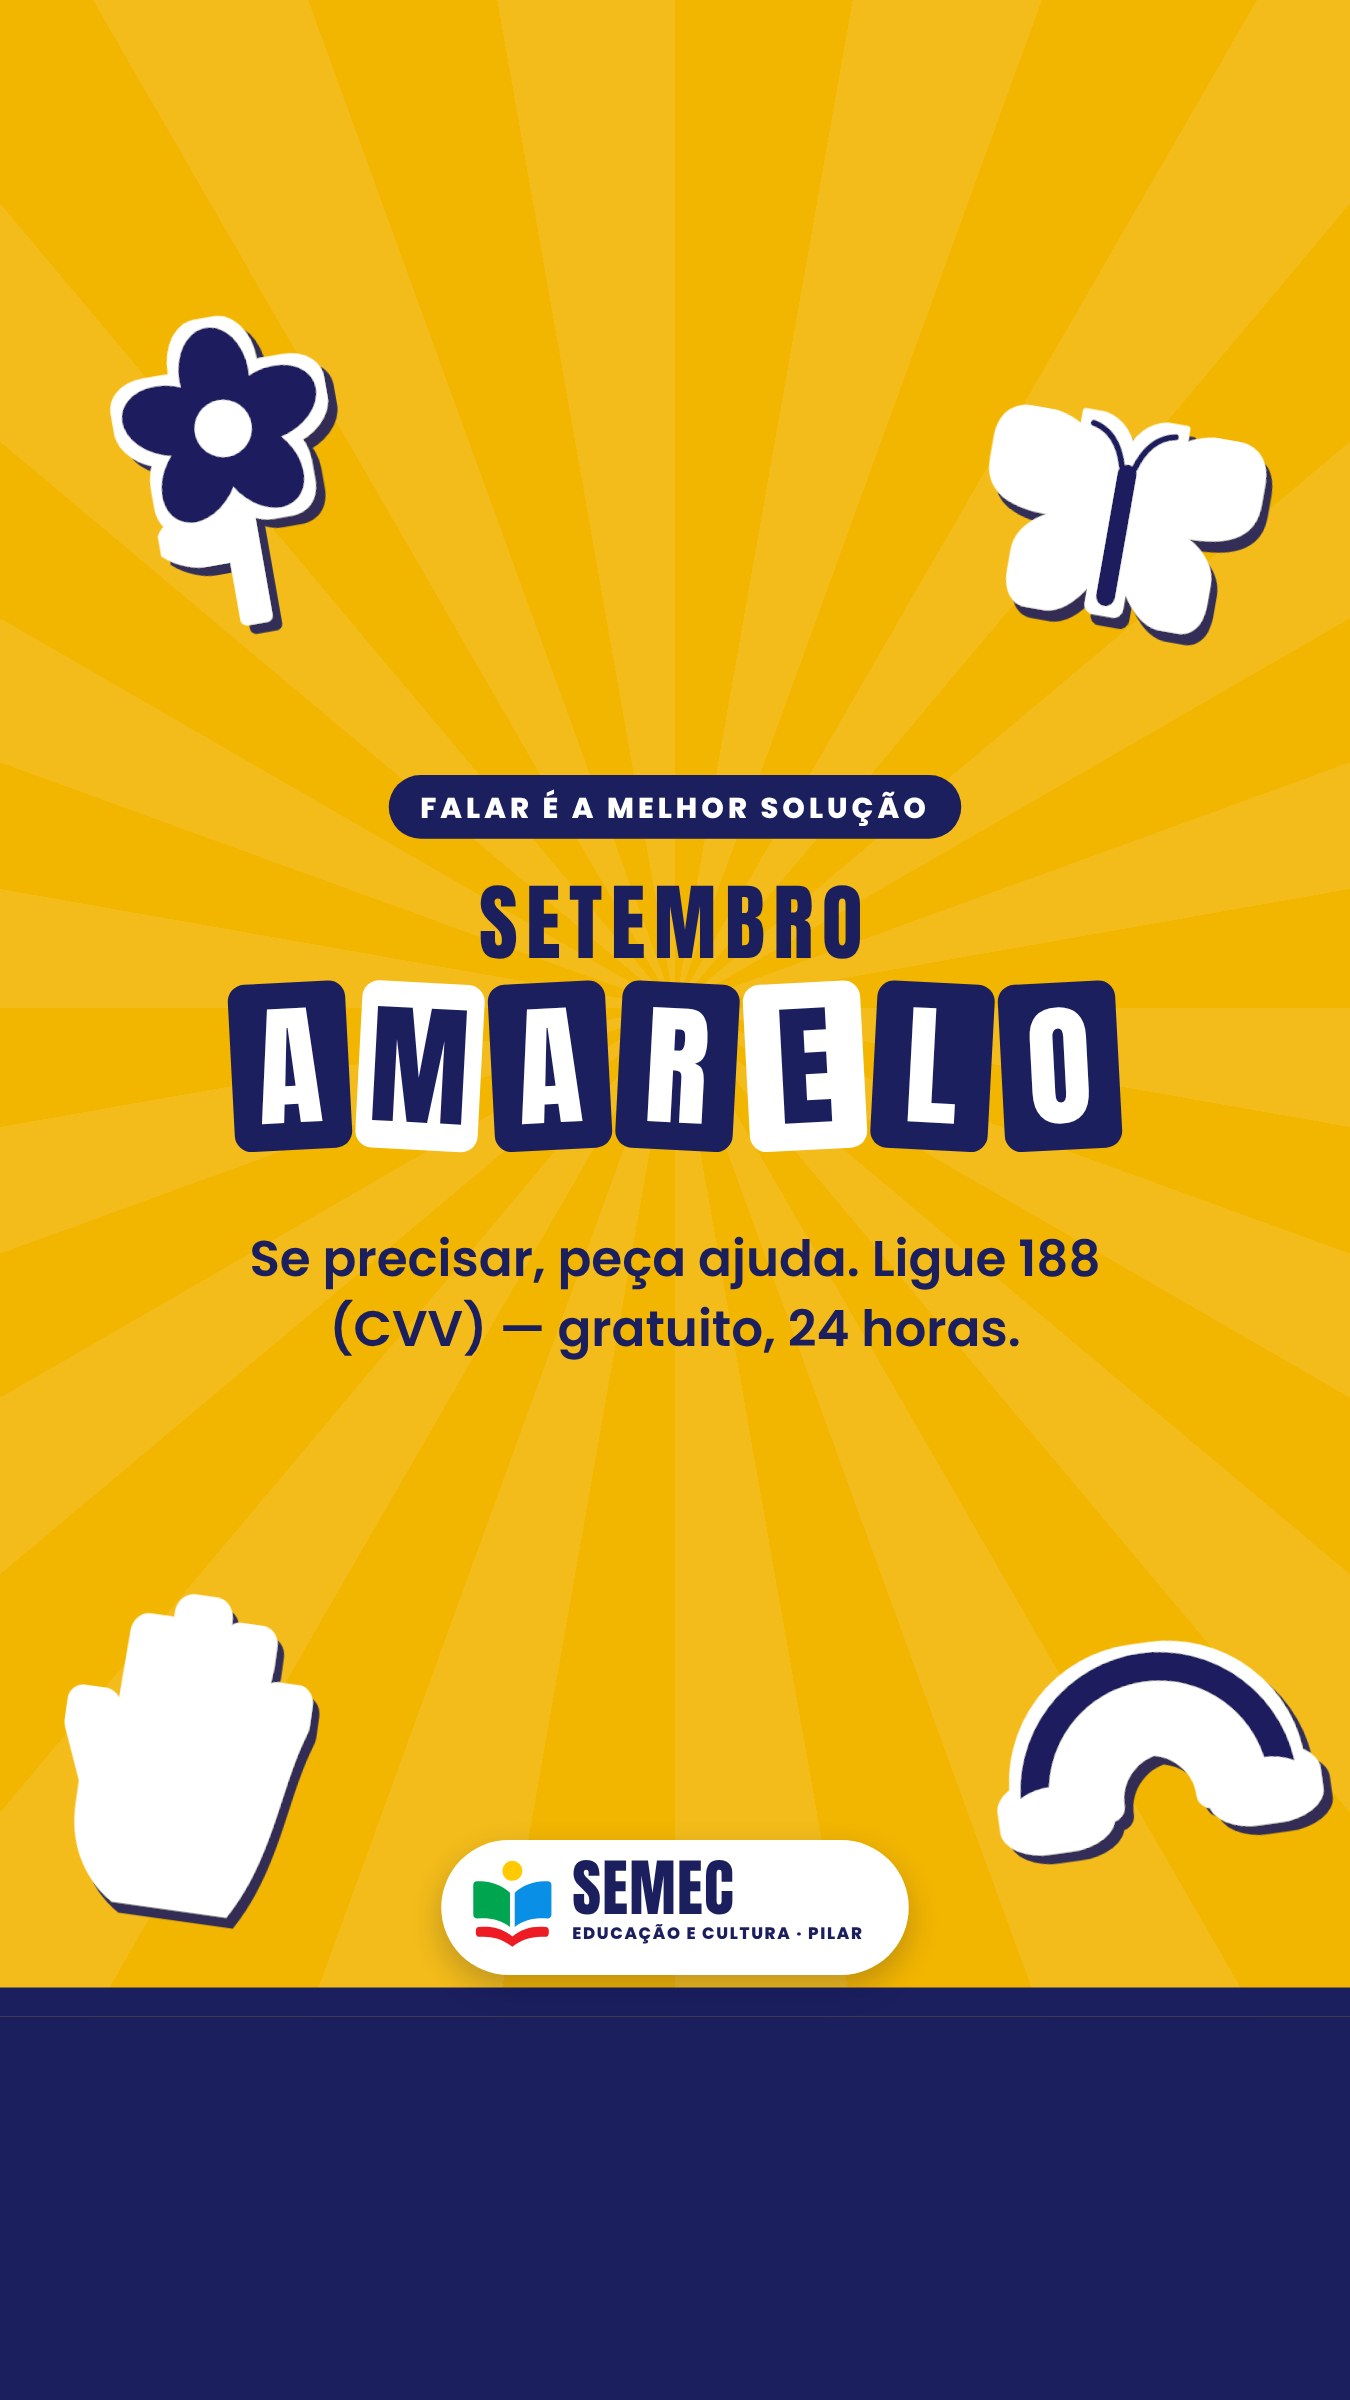 FALAR É A MELHOR SOLUÇÃO
SETEMBRO
AMARELO
Se precisar, peça ajuda. Ligue 188
(CVV) — gratuito, 24 horas.
SEMEC
EDUCAÇÃO E CULTURA · PILAR